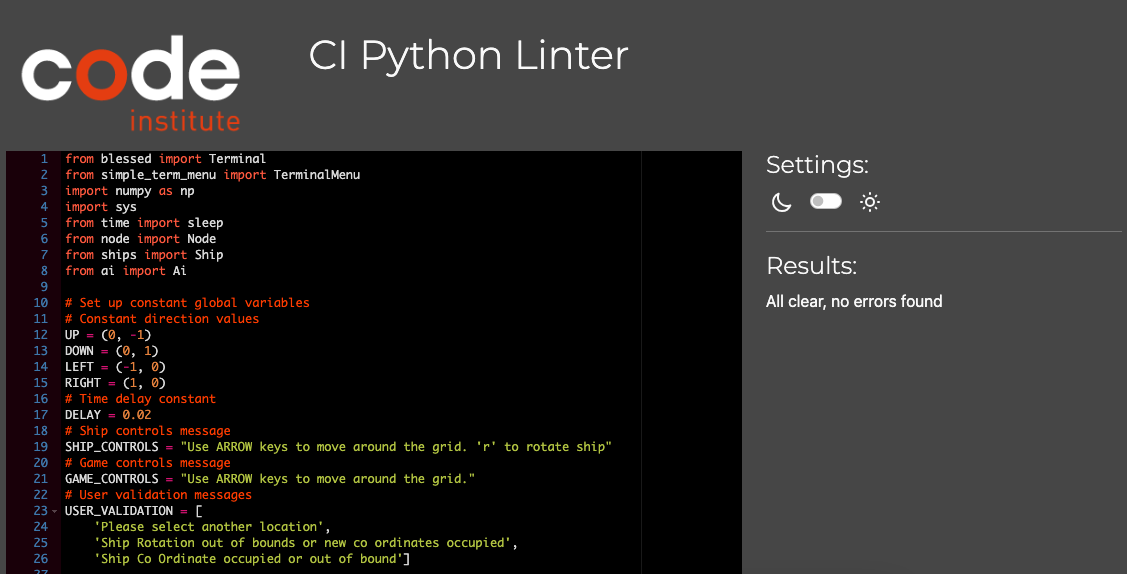 code
institute
CI Python Linter
1 from blessed import Terminal
2 from simple_term_menu import TerminalMenu
3 import numpy as np
4 import sys
5 from time import sleep
6 from node import Node
7 from ships import Ship
8 from ai import Ai
9
10 # Set up constant global variables
11 # Constant direction values
12 UP = (0, -1)
13 DOWN = (0, 1)
14 LEFT = (-1, 0)
15 RIGHT = (1, 0)
16 # Time delay constant
17 DELAY = 0.02
18 # Ship controls message
19 SHIP_CONTROLS = "Use ARROW keys to move around the grid. 'r' to rotate ship"
20 # Game controls message
21 GAME_CONTROLS = "Use ARROW keys to move around the grid."
22 # User validation messages
23 USER_VALIDATION = [
24     'Please select another location',
25     'Ship Rotation out of bounds or new co ordinates occupied',
26     'Ship Co Ordinate occupied or out of bound']
27
Settings:
Results:
All clear, no errors found